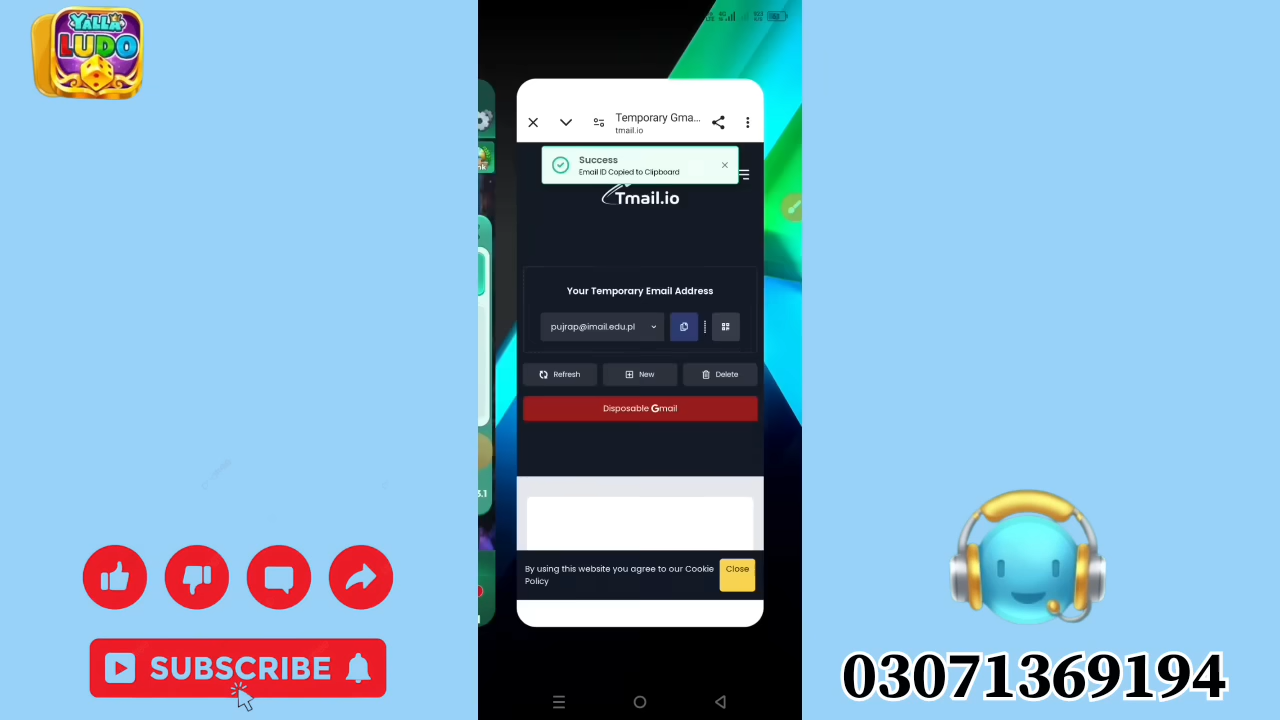 YALLA
LUDO
Temporary Gma...
tmail.io
Success
Email ID Copied to Clipboard
Tmail.io
Your Temporary Email Address
pujrap@imail.edu.pl
Refresh
New
Delete
Disposable Gmail
3.1
By using this website you agree to our Cookie
Policy
Close
SUBSCRIBE
03071369194